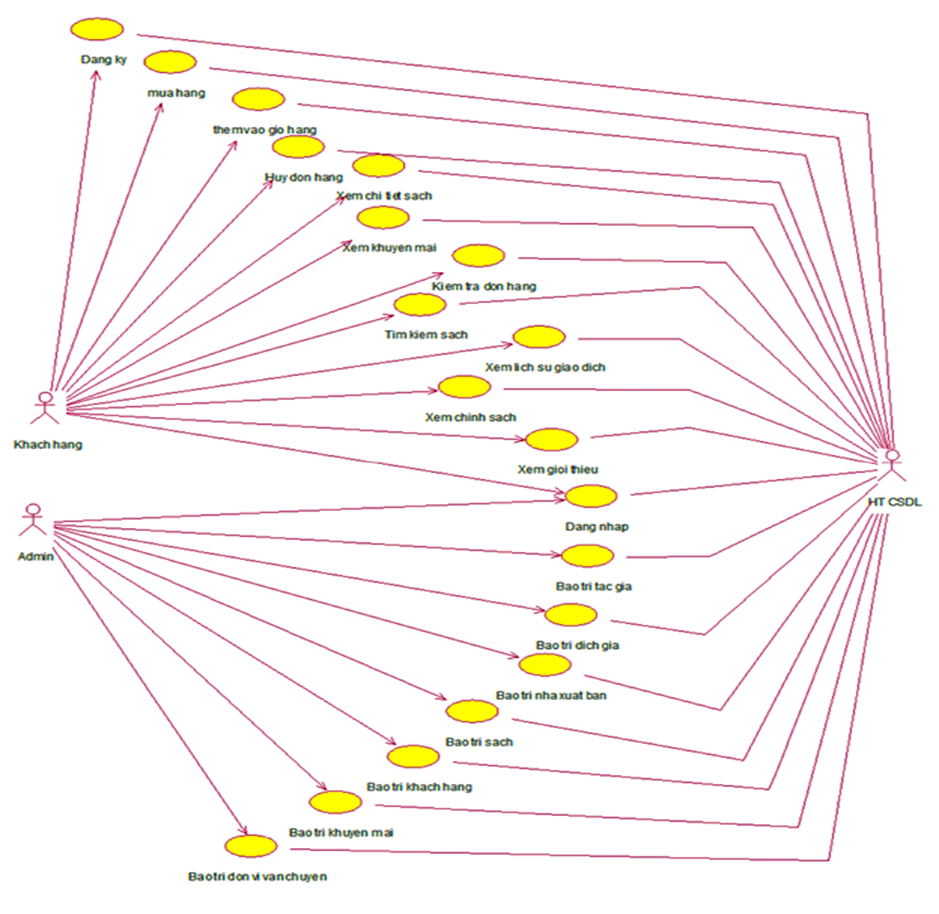 Dang ky
mua hang
them vao gio hang
Huy don hang
Xem chi tiet sach
Xem khuyen mai
Kiem tra don hang
Tim kiem sach
Xem lich su giao dich
Xem chinh sach
Khach hang
Xem gioi thieu
HT CSDL
Dang nhap
Admin
Bao tri tac gia
Bao tri dich gia
Bao tri nha xuat ban
Bao tri sach
Bao tri khach hang
Bao tri khuyen mai
Bao tri don vi van chuyen